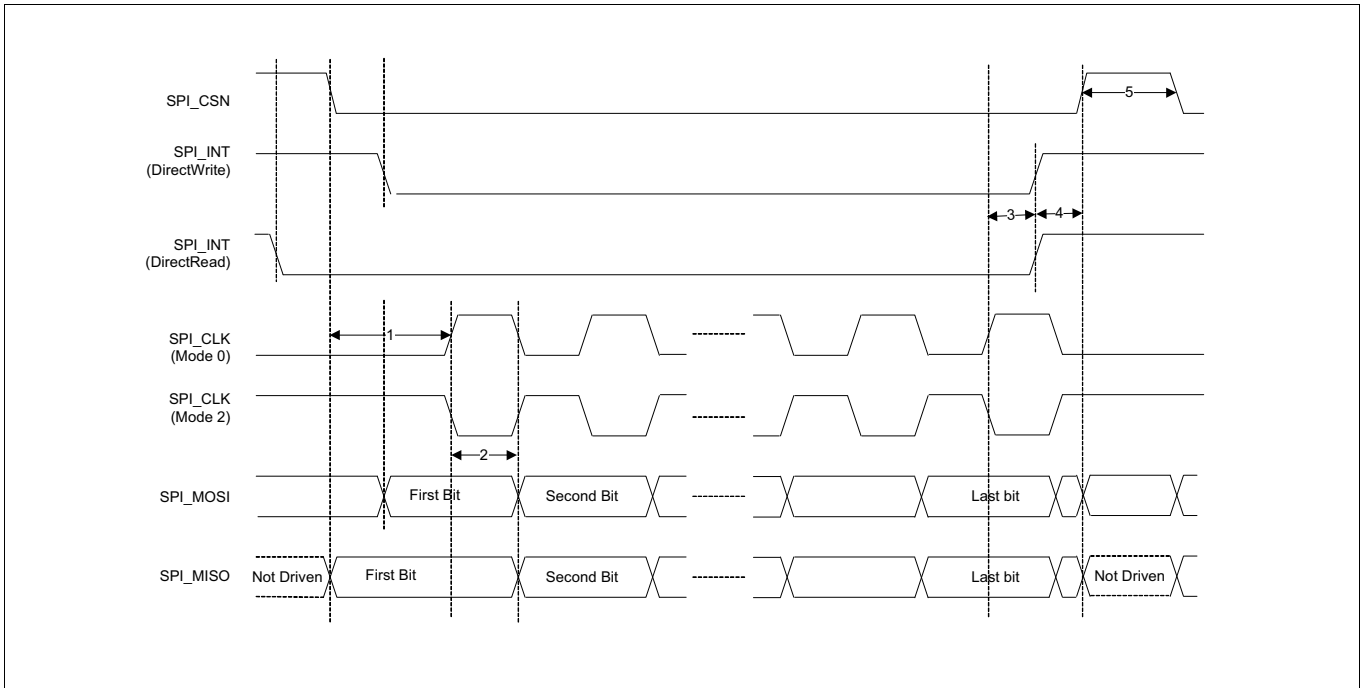 SPI_CSN
5
SPI_INT
(DirectWrite)
3
4
SPI_INT
(DirectRead)
1
SPI_CLK
(Mode 0)
SPI_CLK
(Mode 2)
2
SPI_MOSI
First Bit
Second Bit
Last bit
SPI_MISO
Not Driven
First Bit
Second Bit
Last bit
Not Driven